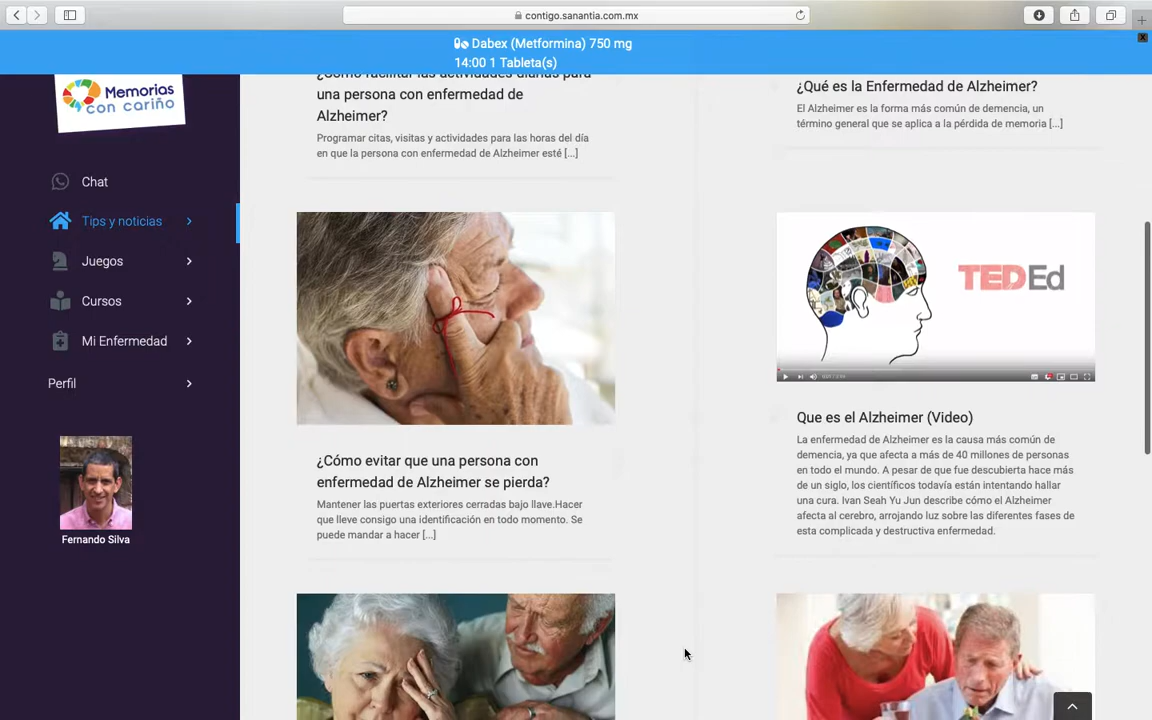 contigo.sanantia.com.mx
Dabex (Metformina) 750 mg
14:00 1 Tableta(s)
Memorias
con cariño
Chat
Tips y noticias
Juegos
Cursos
Mi Enfermedad
Perfil
Fernando Silva
¿Cómo facilitar las actividades diarias para
una persona con enfermedad de
Alzheimer?
Programar citas, visitas y actividades para las horas del día
en que la persona con enfermedad de Alzheimer esté [...]
¿Qué es la Enfermedad de Alzheimer?
El Alzheimer es la forma más común de demencia, un
término general que se aplica a la pérdida de memoria [...]
¿Cómo evitar que una persona con
enfermedad de Alzheimer se pierda?
Mantener las puertas exteriores cerradas bajo llave.Hacer
que lleve consigo una identificación en todo momento. Se
puede mandar a hacer [...]
TEDEd
Que es el Alzheimer (Video)
La enfermedad de Alzheimer es la causa más común de
demencia, ya que afecta a más de 40 millones de personas
en todo el mundo. A pesar de que fue descubierta hace más
de un siglo, los científicos todavía están intentando hallar
una cura. Ivan Seah Yu Jun describe cómo el Alzheimer
afecta al cerebro, arrojando luz sobre las diferentes fases de
esta complicada y destructiva enfermedad.